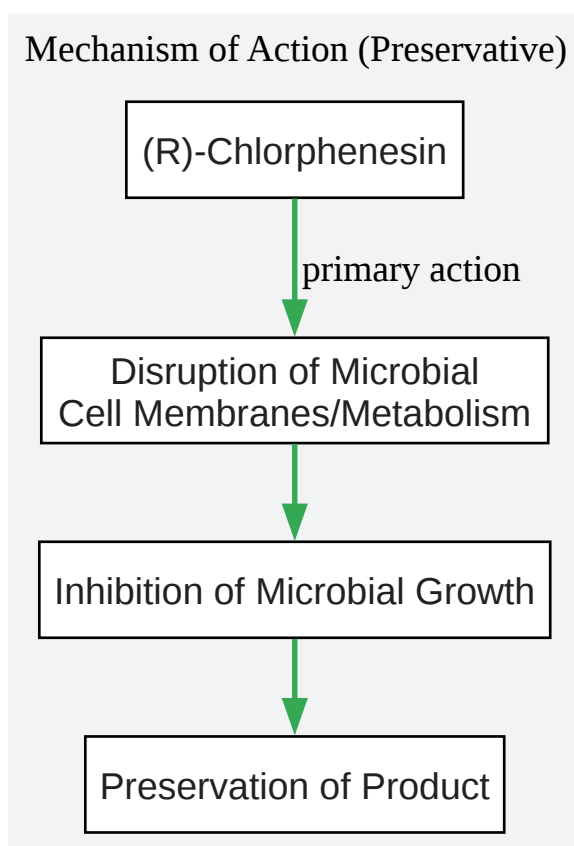 Mechanism of Action (Preservative)
(R)-Chlorphenesin
primary action
Disruption of Microbial
Cell Membranes/Metabolism
Inhibition of Microbial Growth
Preservation of Product